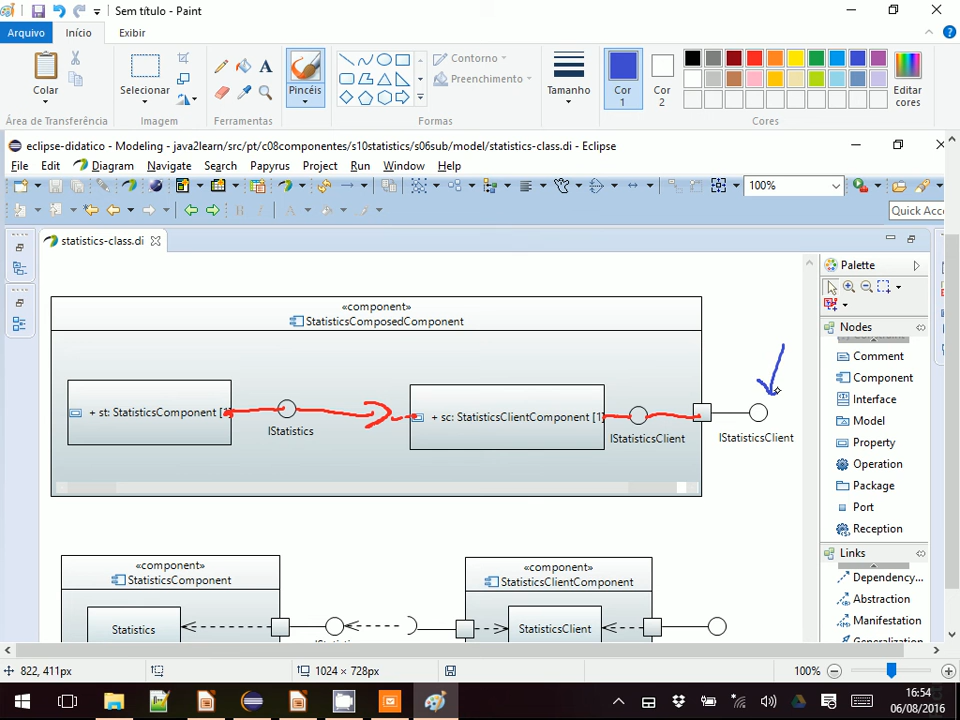 Sem título - Paint
Arquivo Início Exibir
Colar
Selecionar
Pincéis
Contorno
Preenchimento
Tamanho
Cor 1
Cor 2
Editar cores
Área de Transferência Imagem Ferramentas Formas Cores
eclipse-didatico - Modeling - java2learn/src/pt/c08componentes/s10statistics/s06sub/model/statistics-class.di - Eclipse
File Edit Diagram Navigate Search Papyrus Project Run Window Help
100%
Quick Acc
statistics-class.di
Palette
«component»
StatisticsComposedComponent
+ st: StatisticsComponent [1]
IStatistics
+ sc: StatisticsClientComponent [1]
IStatisticsClient
IStatisticsClient
Nodes
Comment
Component
Interface
Model
Property
Operation
Package
Port
Reception
Links
Dependency...
Abstraction
Manifestation
«component»
StatisticsComponent
Statistics
«component»
StatisticsClientComponent
StatisticsClient
822, 411px
1024 × 728px
100%
16:54
06/08/2016